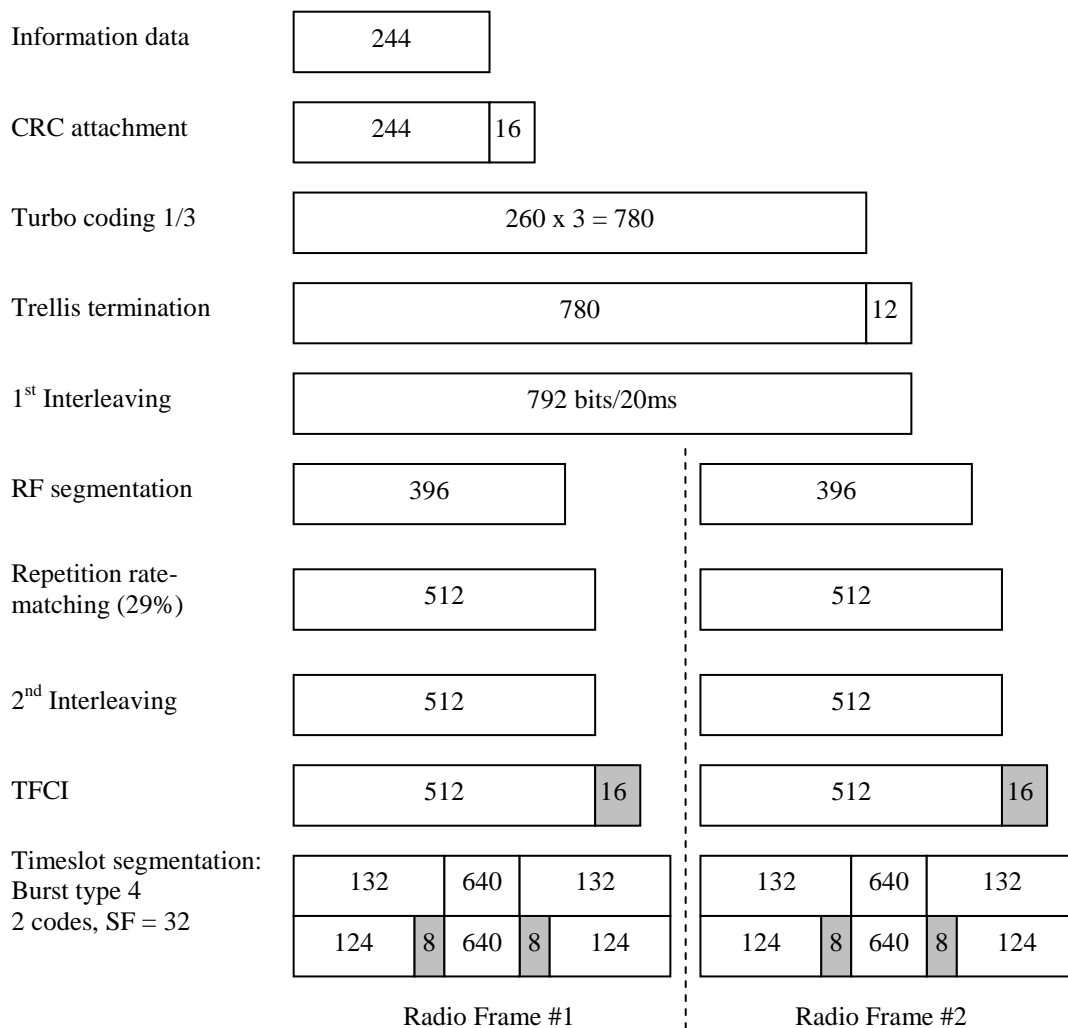 Information data
244
CRC attachment
244 16
Turbo coding 1/3
260 x 3 = 780
Trellis termination
780 12
1st Interleaving
792 bits/20ms
RF segmentation
396 396
Repetition rate-
matching (29%)
512 512
2nd Interleaving
512 512
TFCI
512 16 512 16
Timeslot segmentation:
Burst type 4
2 codes, SF = 32
132 640 132 132 640 132
124 8 640 8 124 124 8 640 8 124
Radio Frame #1 Radio Frame #2